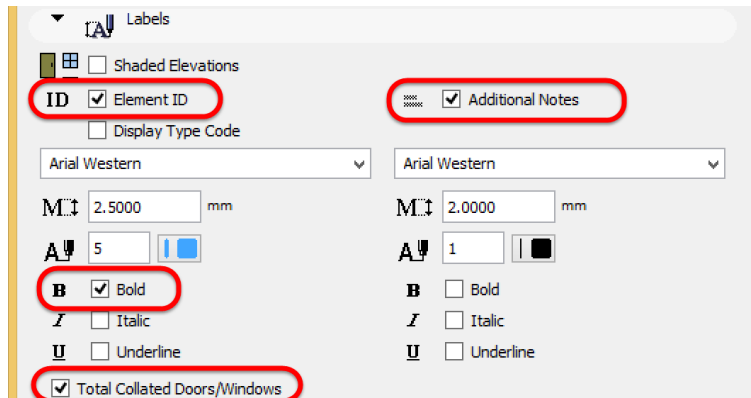 Labels
Shaded Elevations
ID Element ID Additional Notes
Display Type Code
Arial Western Arial Western
M 2.5000 mm M 2.0000 mm
A 5 A 1
B Bold B Bold
I Italic I Italic
U Underline U Underline
Total Collated Doors/Windows